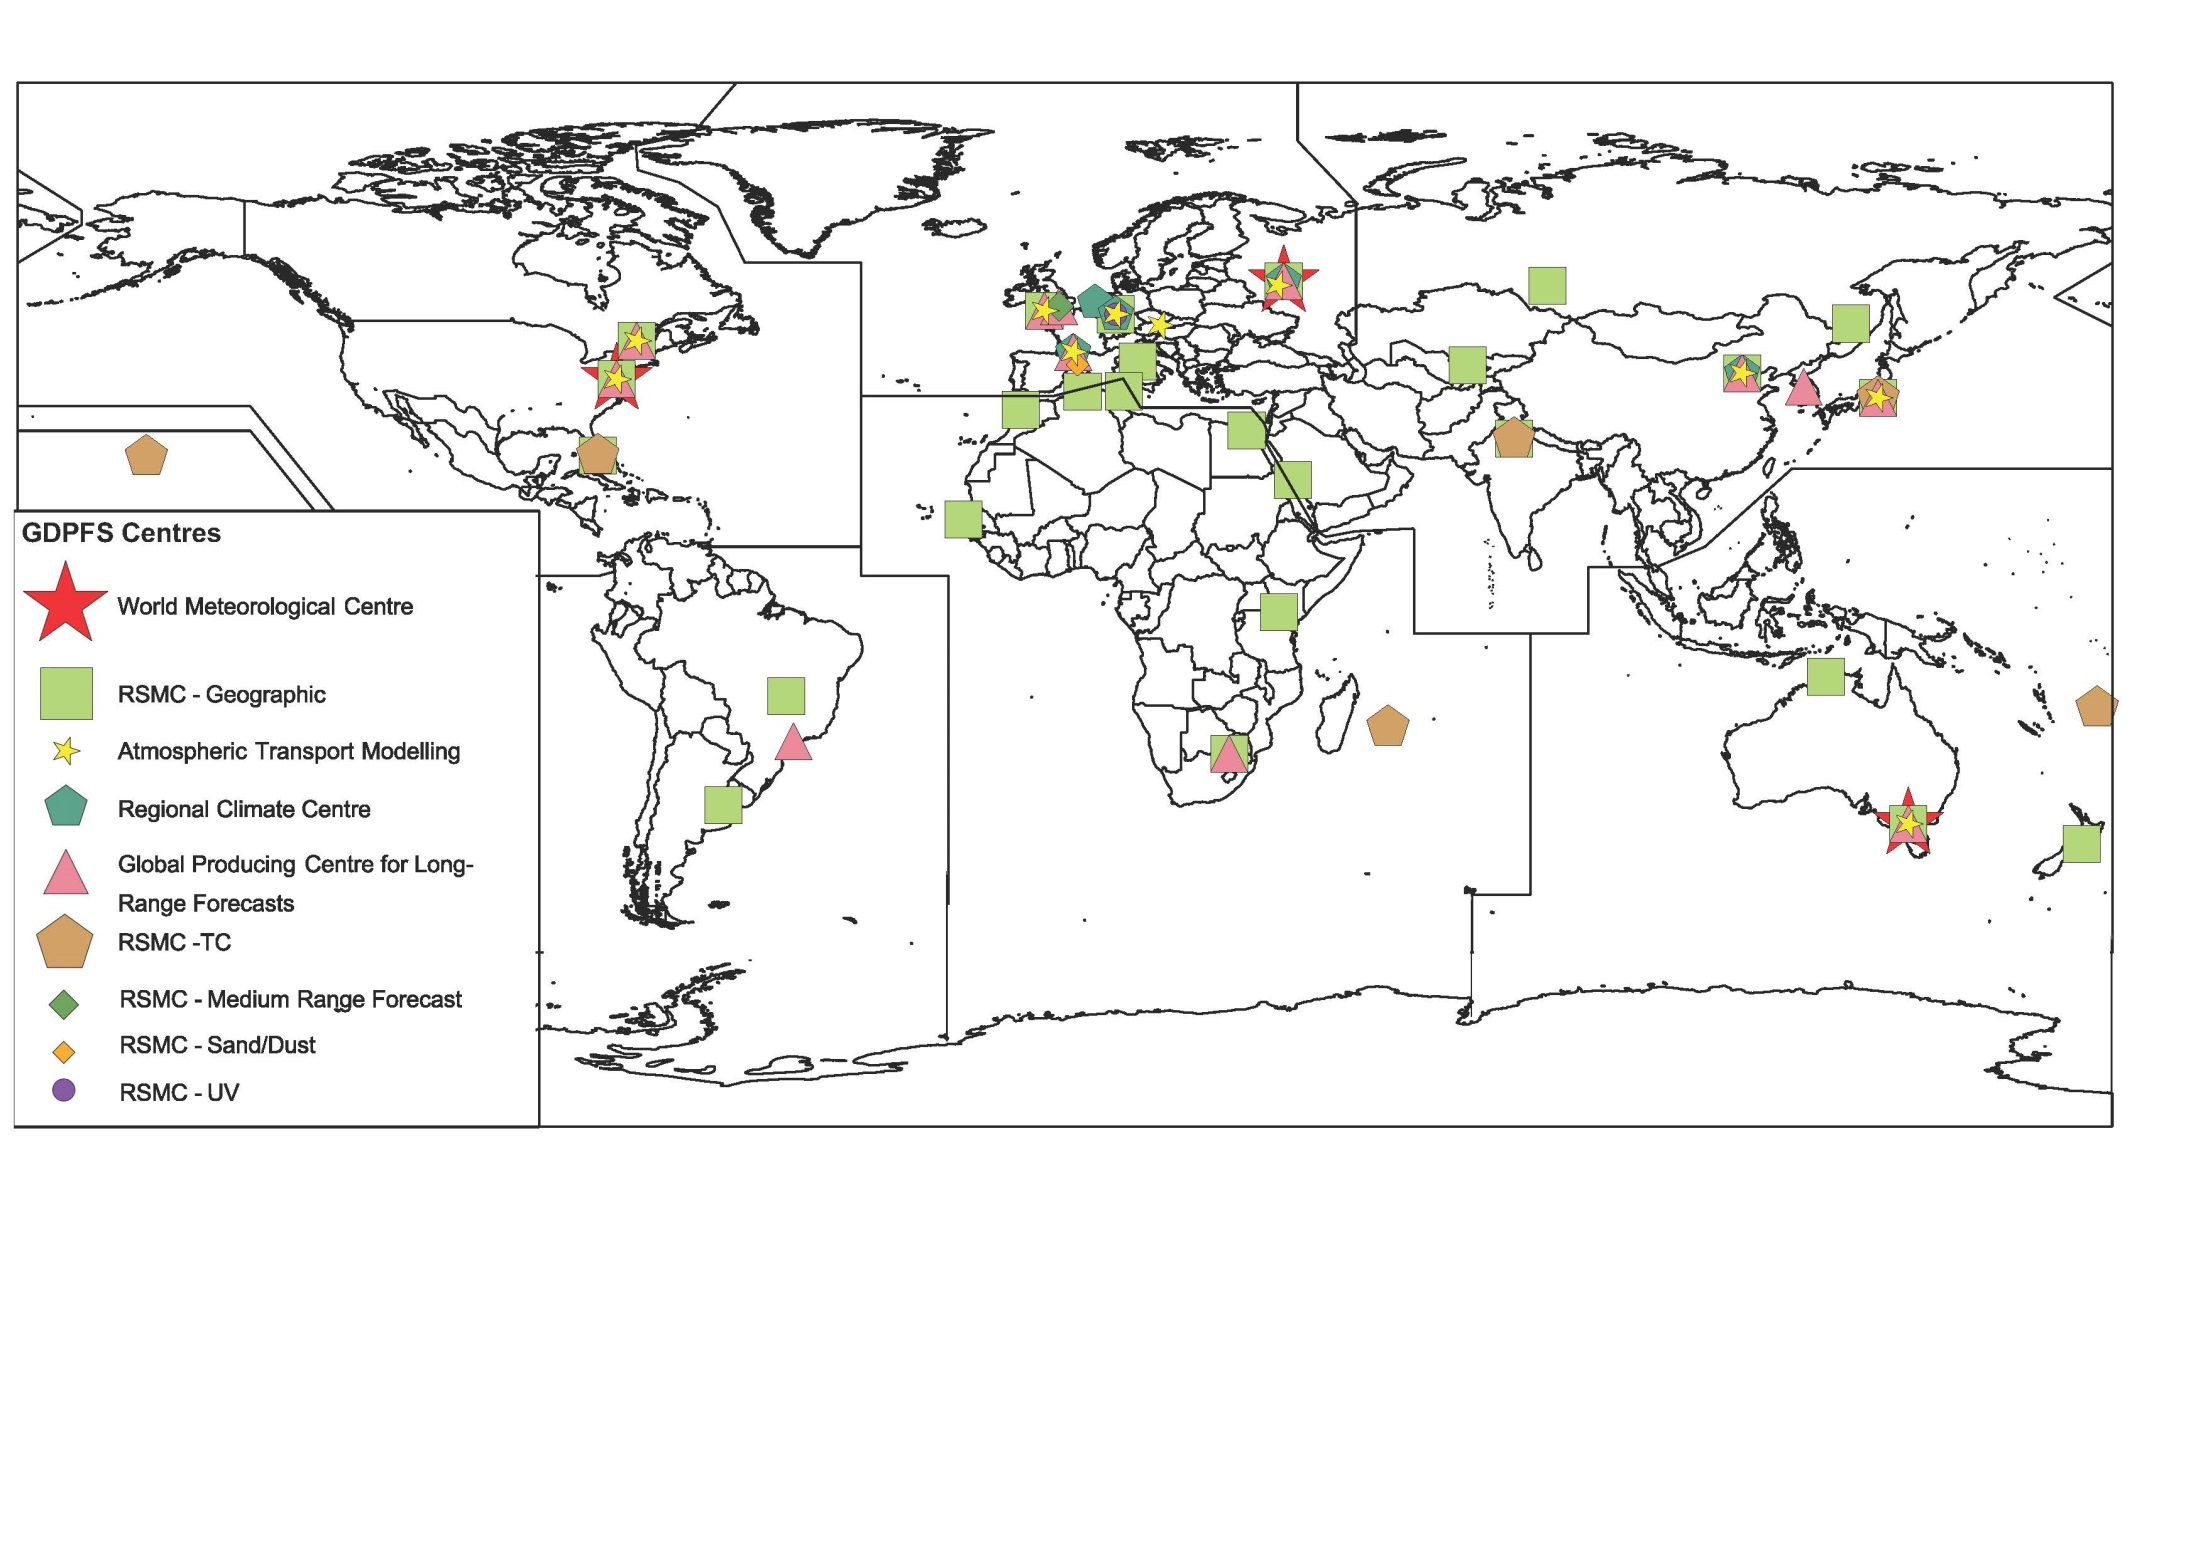 GDPFS Centres
World Meteorological Centre
RSMC - Geographic
Atmospheric Transport Modelling
Regional Climate Centre
Global Producing Centre for Long-
Range Forecasts
RSMC -TC
RSMC - Medium Range Forecast
RSMC - Sand/Dust
RSMC - UV